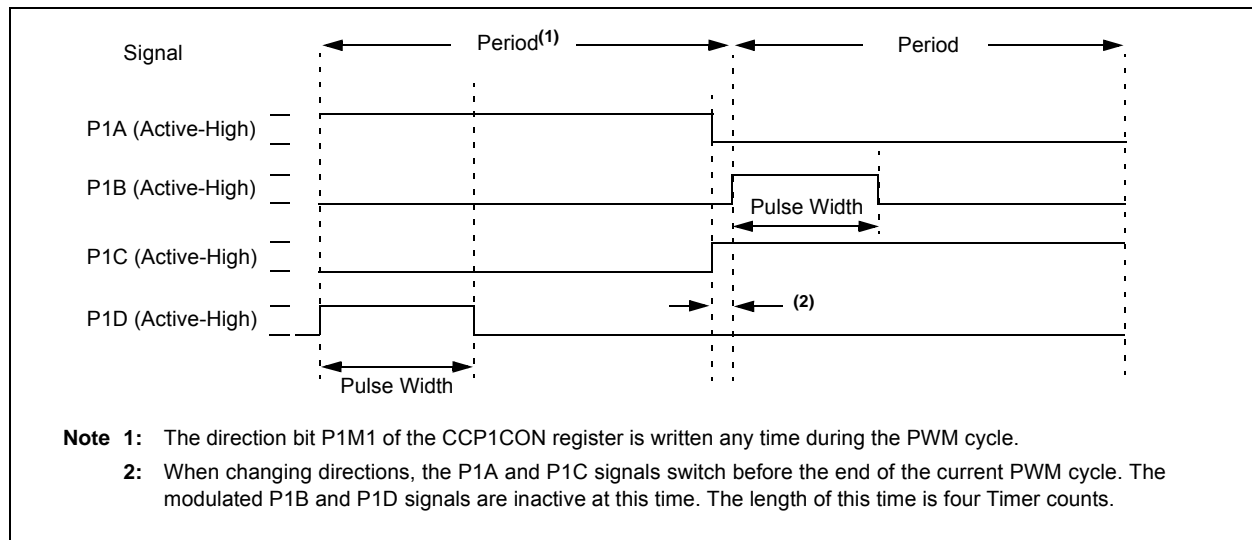 Signal
Period(1)
Period
P1A (Active-High)
P1B (Active-High)
Pulse Width
P1C (Active-High)
(2)
P1D (Active-High)
Pulse Width
Note 1: The direction bit P1M1 of the CCP1CON register is written any time during the PWM cycle.
2: When changing directions, the P1A and P1C signals switch before the end of the current PWM cycle. The
modulated P1B and P1D signals are inactive at this time. The length of this time is four Timer counts.